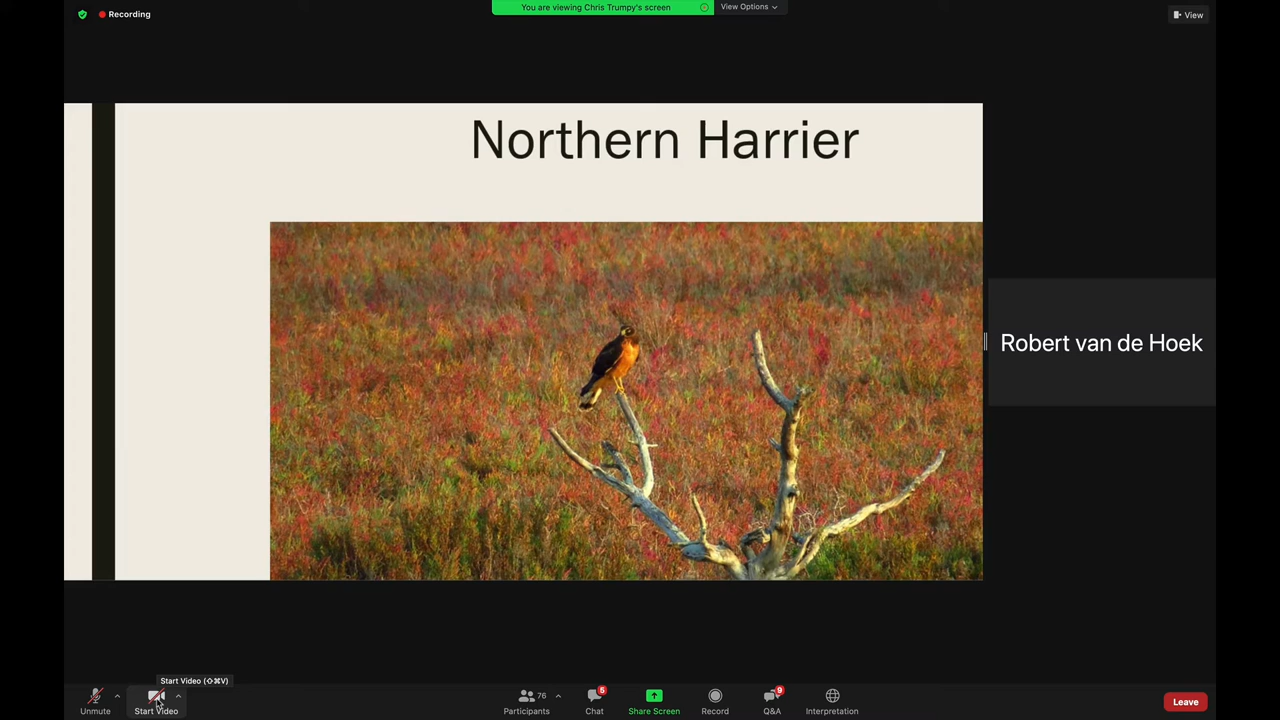 Recording
You are viewing Chris Trumpy's screen
View Options
View
Northern Harrier
Robert van de Hoek
Start Video (⇧⌘V)
Unmute
Start Video
76
Participants
5
Chat
Share Screen
Record
9
Q&A
Interpretation
Leave